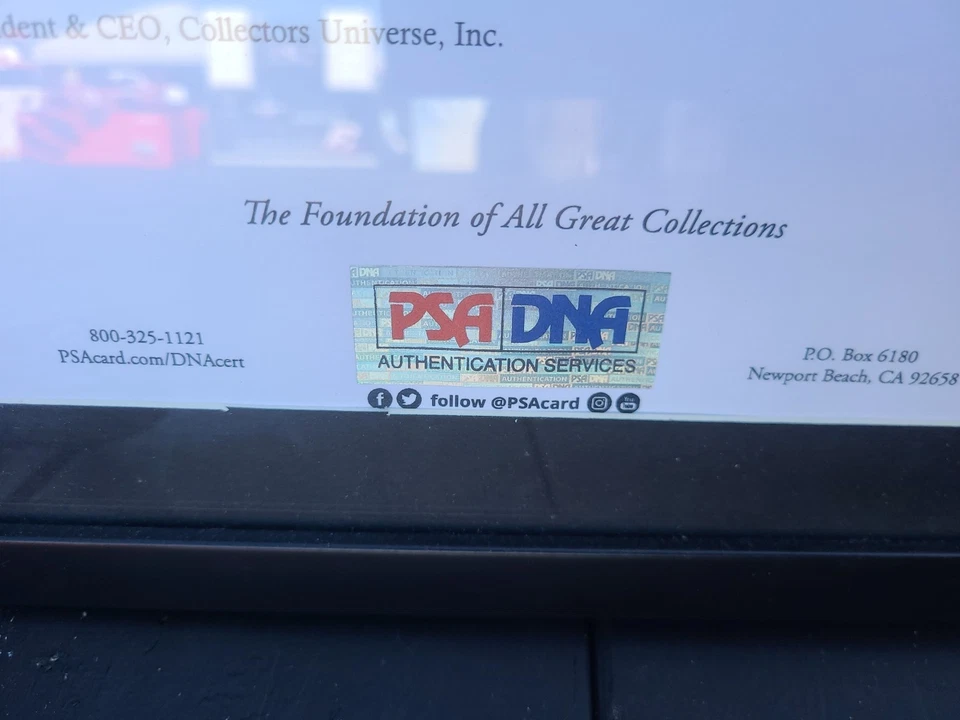 dent & CEO, Collectors Universe, Inc.
The Foundation of All Great Collections
PSA DNA
AUTHENTICATION SERVICES
800-325-1121
PSAcard.com/DNAcert
P.O. Box 6180
Newport Beach, CA 92658
follow @PSAcard